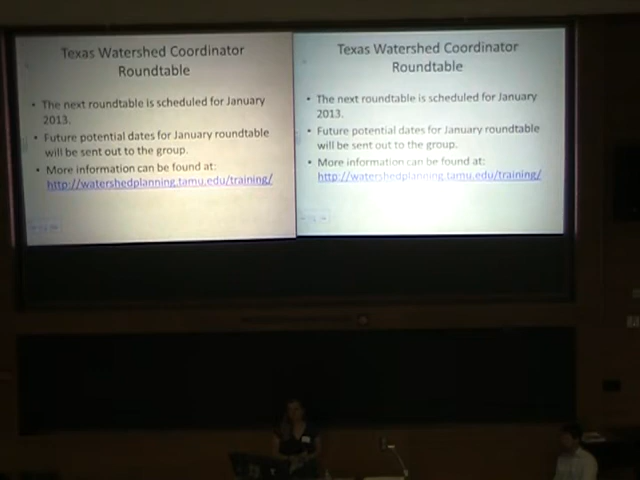 Texas Watershed Coordinator
Roundtable
• The next roundtable is scheduled for January
2013.
• Future potential dates for January roundtable
will be sent out to the group.
• More information can be found at:
http://watershedplanning.tamu.edu/training/
Texas Watershed Coordinator
Roundtable
• The next roundtable is scheduled for January
2013.
• Future potential dates for January roundtable
will be sent out to the group.
• More information can be found at:
http://watershedplanning.tamu.edu/training/